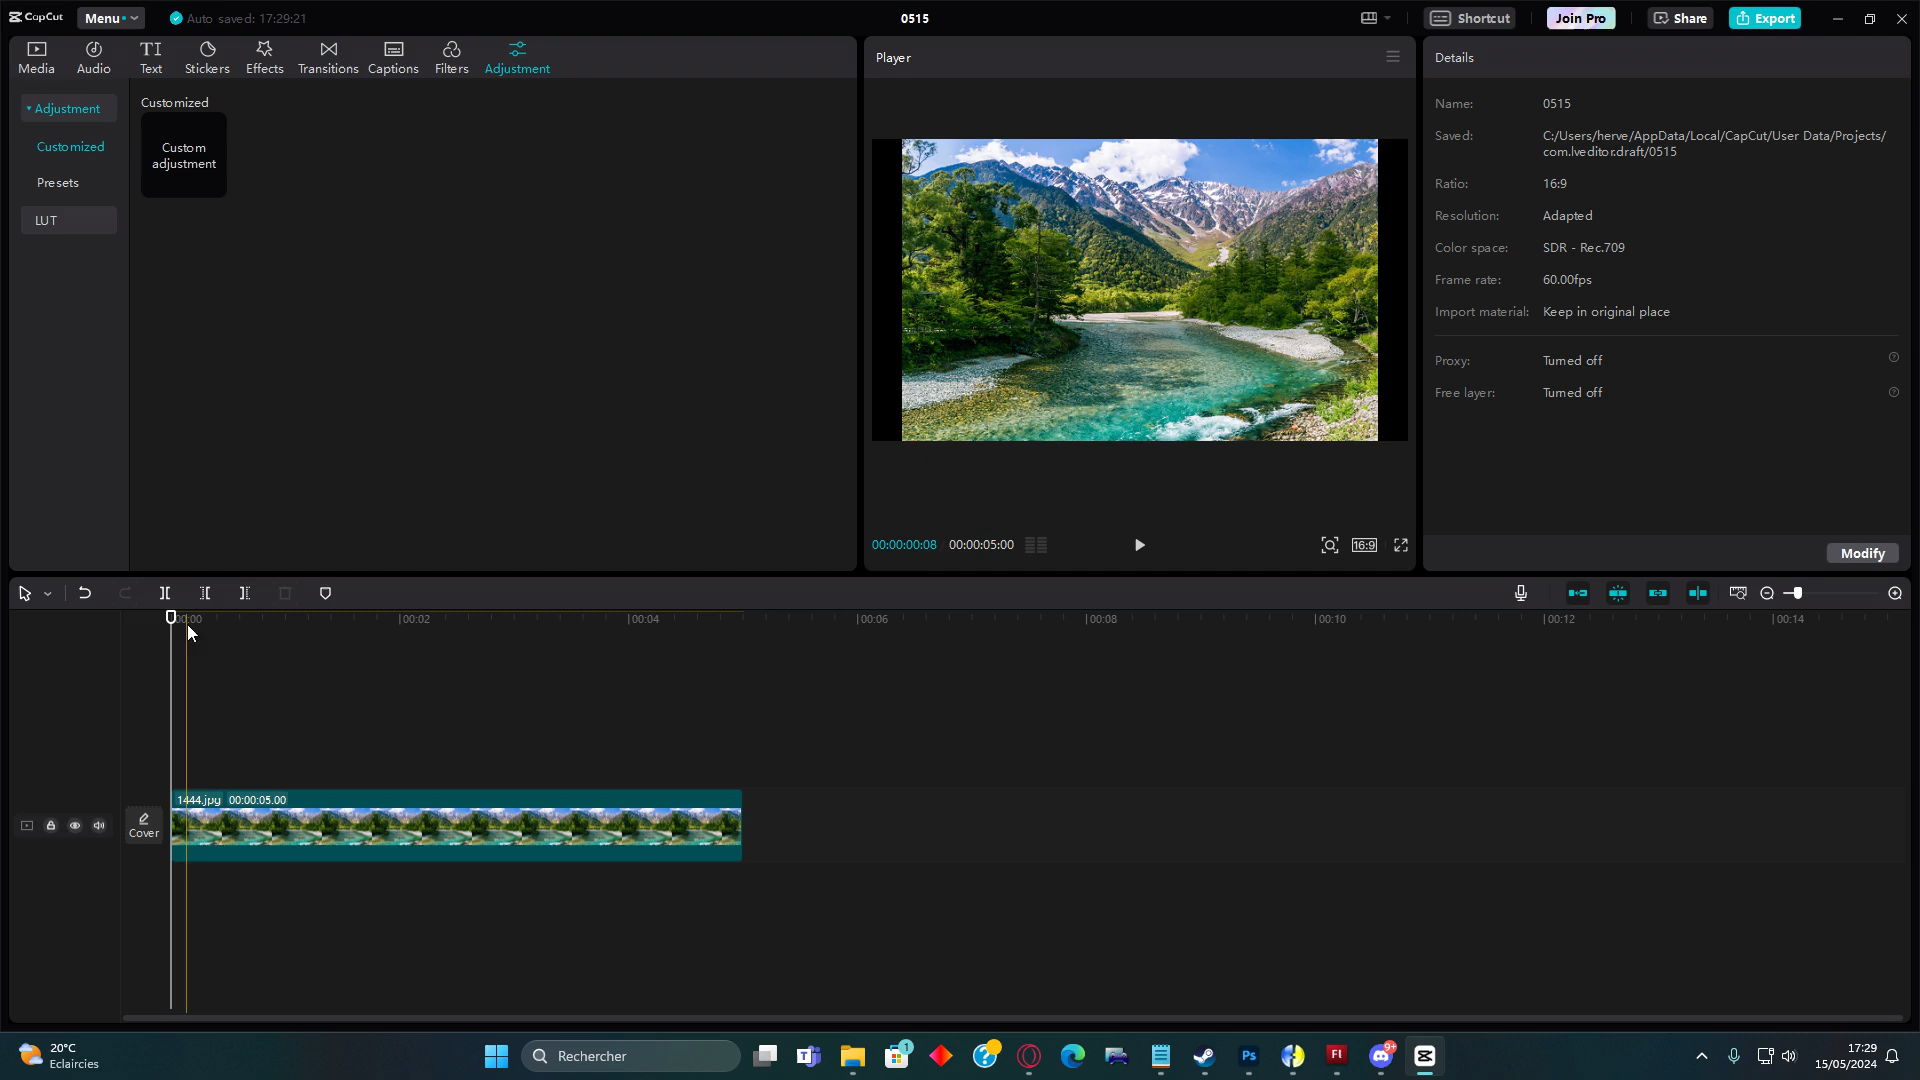 CapCut
Menu
Auto saved: 17:29:21
0515
Shortcut
Join Pro
Share
Export
Media
Audio
TI
Text
Stickers
Effects
Transitions
Captions
Filters
Adjustment
Adjustment
Customized
Presets
LUT
Customized
Custom
adjustment
Player
00:00:00:08
00:00:05:00
16:9
Details
Name: 0515
Saved: C:/Users/herve/AppData/Local/CapCut/User Data/Projects/
com.lveditor.draft/0515
Ratio: 16:9
Resolution: Adapted
Color space: SDR - Rec.709
Frame rate: 60.00fps
Import material: Keep in original place
Proxy: Turned off
Free layer: Turned off
Modify
00:00
00:02
00:04
00:06
00:08
00:10
00:12
00:14
1444.jpg 00:00:05:00
Cover
20°C
Eclaircies
Rechercher
1
Ps
Fl
9+
17:29
15/05/2024